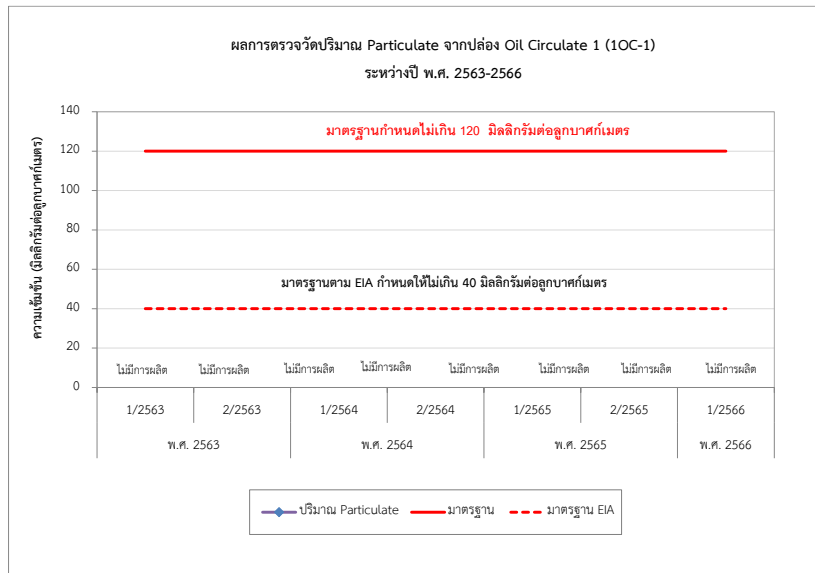 ผลการตรวจวัดปริมาณ Particulate จากปล่อง Oil Circulate 1 (1OC-1)
ระหว่างปี พ.ศ. 2563-2566
ความเข้มข้น (มิลลิกรัมต่อลูกบาศก์เมตร)
140
120
100
80
60
40
20
0
มาตรฐานกำหนดไม่เกิน 120 มิลลิกรัมต่อลูกบาศก์เมตร
มาตรฐานตาม EIA กำหนดให้ไม่เกิน 40 มิลลิกรัมต่อลูกบาศก์เมตร
ไม่มีการผลิต ไม่มีการผลิต ไม่มีการผลิต ไม่มีการผลิต ไม่มีการผลิต ไม่มีการผลิต ไม่มีการผลิต ไม่มีการผลิต
1/2563 2/2563 1/2564 2/2564 1/2565 2/2565 1/2566
พ.ศ. 2563 พ.ศ. 2564 พ.ศ. 2565 พ.ศ. 2566
ปริมาณ Particulate มาตรฐาน มาตรฐาน EIA